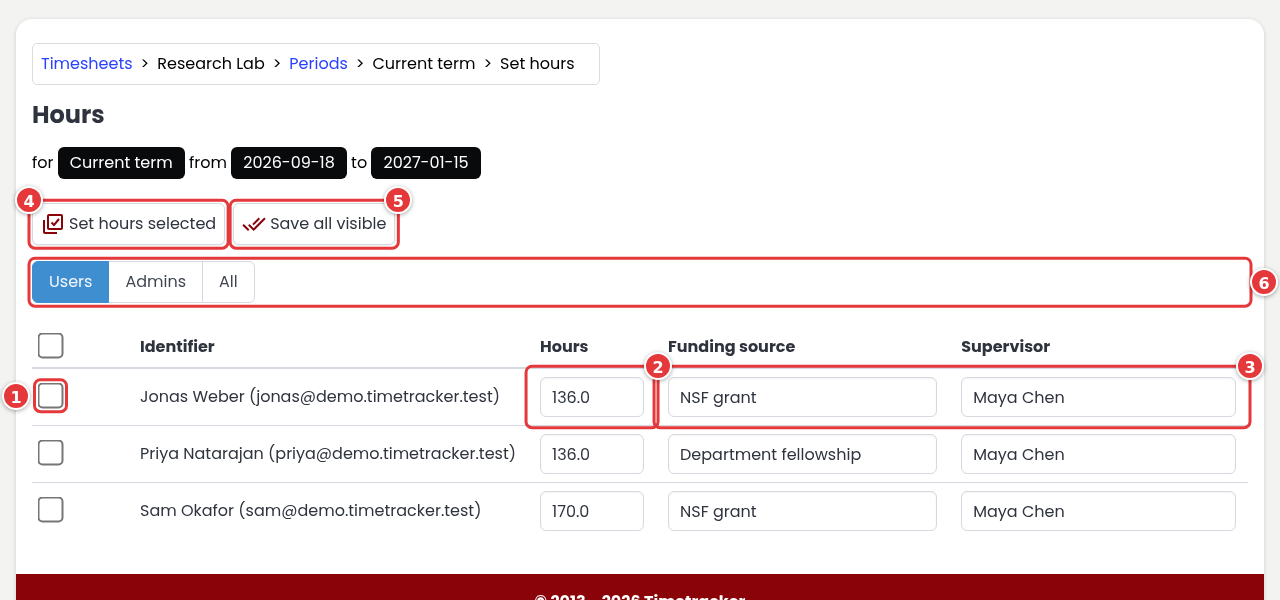 Timesheets > Research Lab > Periods > Current term > Set hours
Hours
for Current term from 2026-09-18 to 2027-01-15
4 5
Set hours selected Save all visible
Users Admins All 6
Identifier Hours Funding source Supervisor
2 3
1 Jonas Weber (jonas@demo.timetracker.test) 136.0 NSF grant Maya Chen
Priya Natarajan (priya@demo.timetracker.test) 136.0 Department fellowship Maya Chen
Sam Okafor (sam@demo.timetracker.test) 170.0 NSF grant Maya Chen
© 2013 - 2026 Timetracker